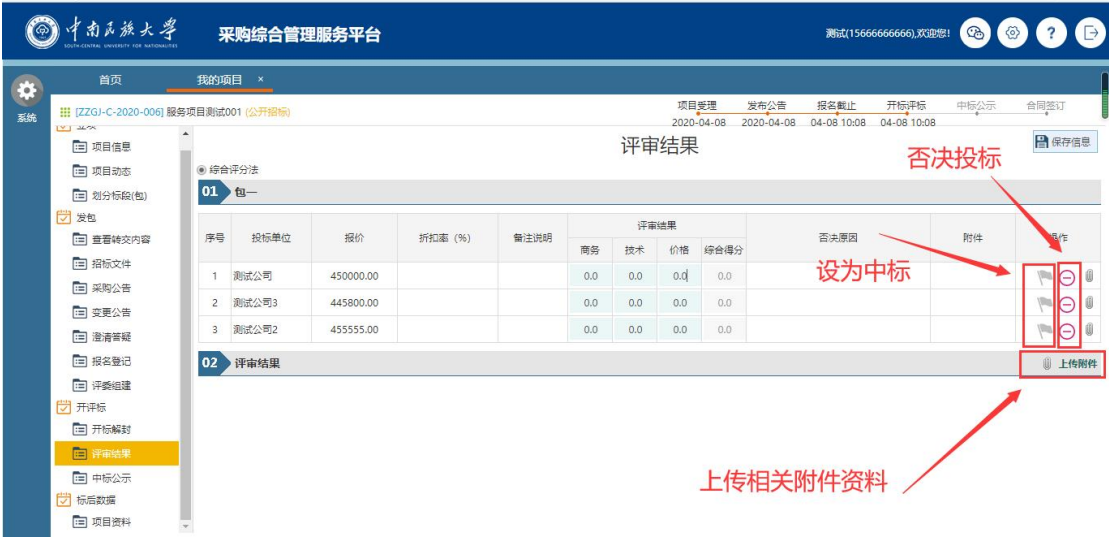 中南民族大学
SOUTH-CENTRAL UNIVERSITY FOR NATIONALITIES
采购综合管理服务平台
测试(15666666666),欢迎您!
?
系统
首页
我的项目 ×
[ZZGJ-C-2020-006] 服务项目测试001 (公开招标)
项目受理 发布公告 报名截止 开标评标 中标公示 合同签订
2020-04-08 2020-04-08 04-08 10:08 04-08 10:08
项目信息
项目动态
划分标段(包)
发包
查看转交内容
招标文件
采购公告
变更公告
澄清答疑
报名登记
评委组建
开评标
开标解封
评审结果
中标公示
标后数据
项目资料
评审结果
保存信息
否决投标
综合评分法
01 包一
序号 投标单位 报价 折扣率 (%) 备注说明 评审结果 否决原因 附件 操作
商务 技术 价格 综合得分
设为中标
1 测试公司 450000.00 0.0 0.0 0.0 0.0
2 测试公司3 445800.00 0.0 0.0 0.0 0.0
3 测试公司2 455555.00 0.0 0.0 0.0 0.0
02 评审结果
上传附件
上传相关附件资料